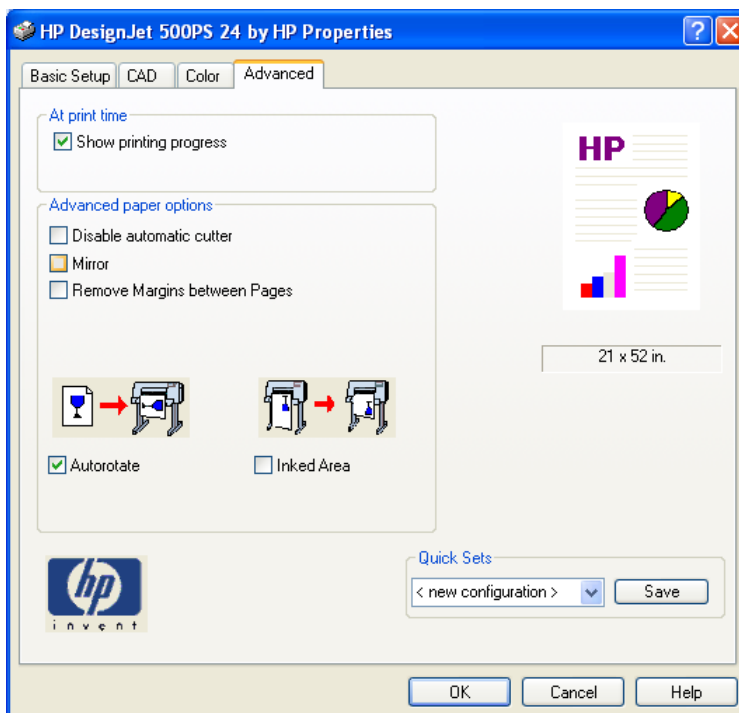 HP DesignJet 500PS 24 by HP Properties
Basic Setup CAD Color Advanced
At print time
Show printing progress
HP
Advanced paper options
Disable automatic cutter
Mirror
Remove Margins between Pages
21 x 52 in.
Autorotate Inked Area
Quick Sets
< new configuration > Save
hp
invent
OK Cancel Help